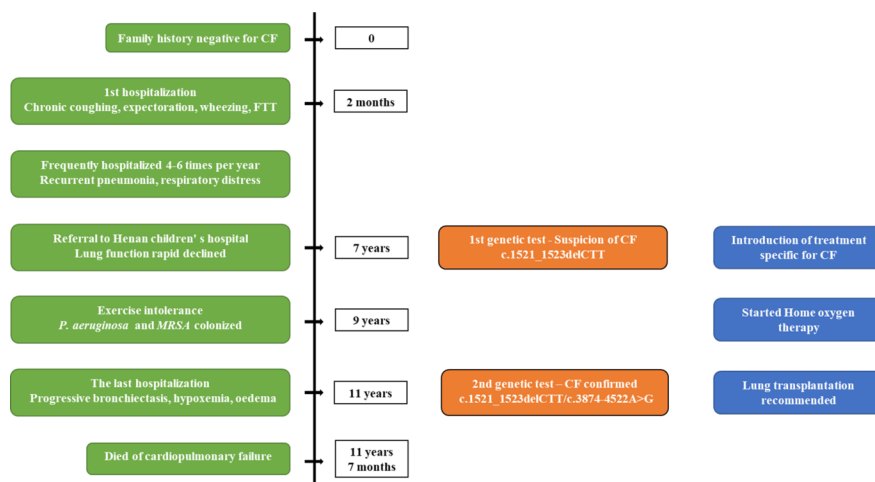 Family history negative for CF
0
1st hospitalization
Chronic coughing, expectoration, wheezing, FTT
2 months
Frequently hospitalized 4-6 times per year
Recurrent pneumonia, respiratory distress
Referral to Henan children' s hospital
Lung function rapid declined
7 years
1st genetic test - Suspicion of CF
c.1521_1523delCTT
Introduction of treatment
specific for CF
Exercise intolerance
P. aeruginosa and MRSA colonized
9 years
Started Home oxygen
therapy
The last hospitalization
Progressive bronchiectasis, hypoxemia, oedema
11 years
2nd genetic test – CF confirmed
c.1521_1523delCTT/c.3874-4522A>G
Lung transplantation
recommended
Died of cardiopulmonary failure
11 years
7 months